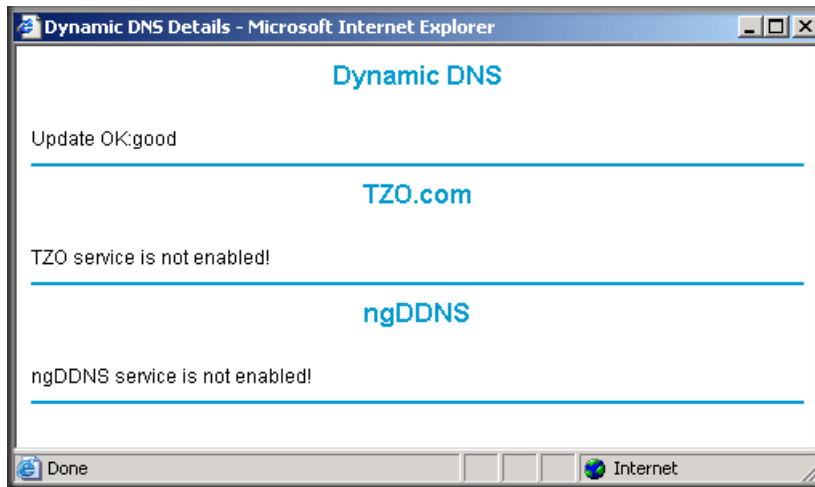 Dynamic DNS Details - Microsoft Internet Explorer
Dynamic DNS
Update OK:good
TZO.com
TZO service is not enabled!
ngDDNS
ngDDNS service is not enabled!
Done
Internet